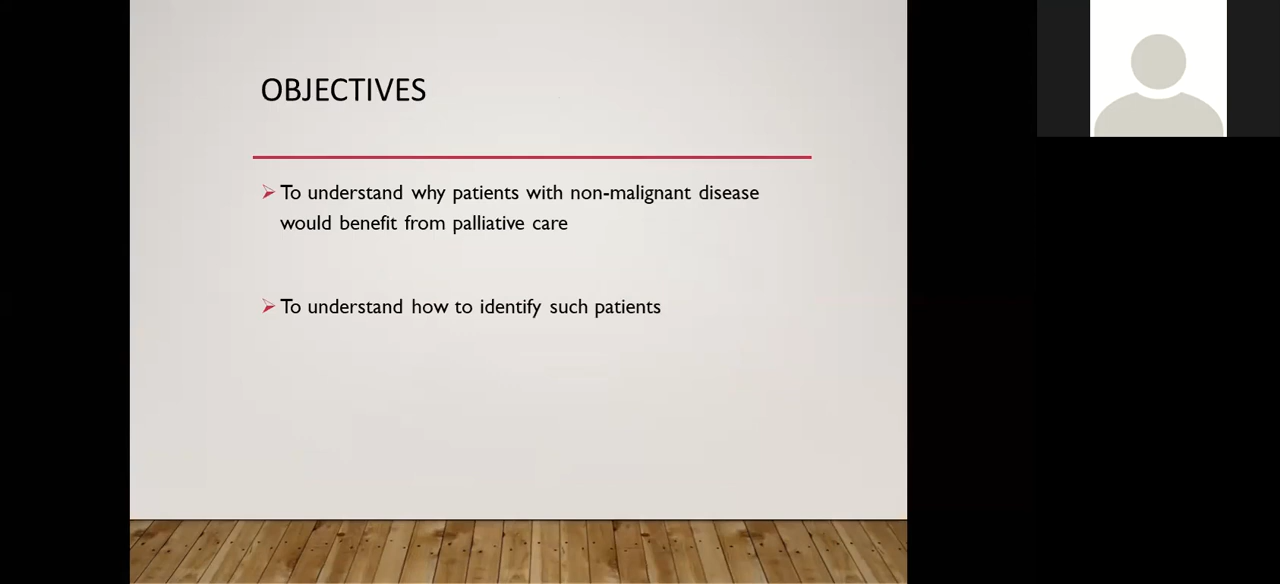 OBJECTIVES
To understand why patients with non-malignant disease
would benefit from palliative care
To understand how to identify such patients